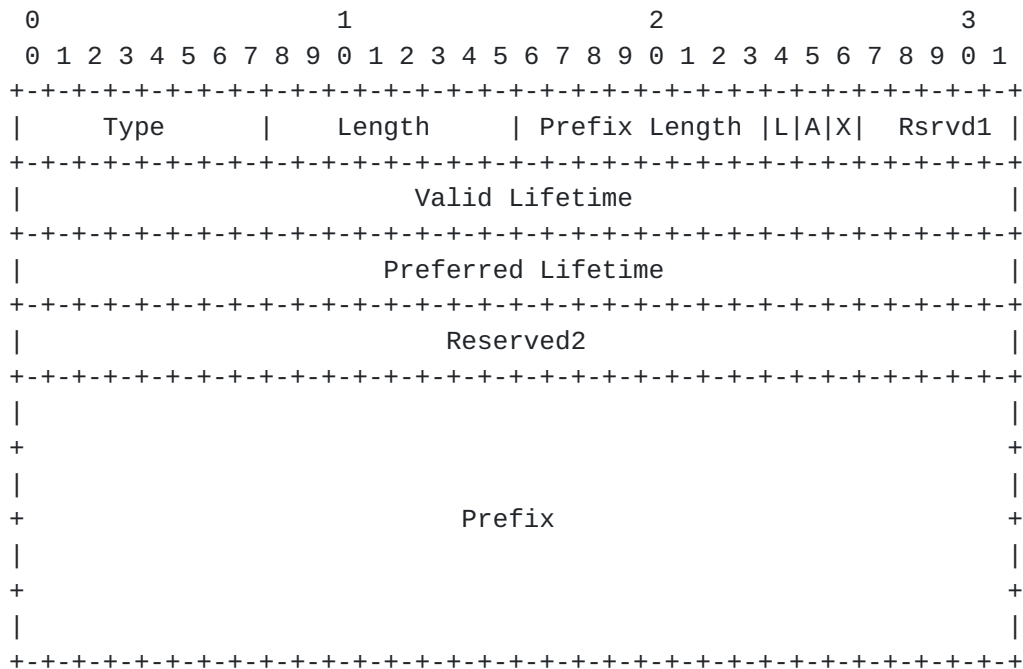 0                   1                   2                   3
0 1 2 3 4 5 6 7 8 9 0 1 2 3 4 5 6 7 8 9 0 1 2 3 4 5 6 7 8 9 0 1
+-+-+-+-+-+-+-+-+-+-+-+-+-+-+-+-+-+-+-+-+-+-+-+-+-+-+-+-+-+-+-+-+
|     Type      |    Length     | Prefix Length |L|A|X|  Rsrvd1 |
+-+-+-+-+-+-+-+-+-+-+-+-+-+-+-+-+-+-+-+-+-+-+-+-+-+-+-+-+-+-+-+-+
|                         Valid Lifetime                        |
+-+-+-+-+-+-+-+-+-+-+-+-+-+-+-+-+-+-+-+-+-+-+-+-+-+-+-+-+-+-+-+-+
|                       Preferred Lifetime                      |
+-+-+-+-+-+-+-+-+-+-+-+-+-+-+-+-+-+-+-+-+-+-+-+-+-+-+-+-+-+-+-+-+
|                           Reserved2                           |
+-+-+-+-+-+-+-+-+-+-+-+-+-+-+-+-+-+-+-+-+-+-+-+-+-+-+-+-+-+-+-+-+
|                                                               |
+                                                               +
|                                                               |
+                            Prefix                             +
|                                                               |
+                                                               +
|                                                               |
+-+-+-+-+-+-+-+-+-+-+-+-+-+-+-+-+-+-+-+-+-+-+-+-+-+-+-+-+-+-+-+-+